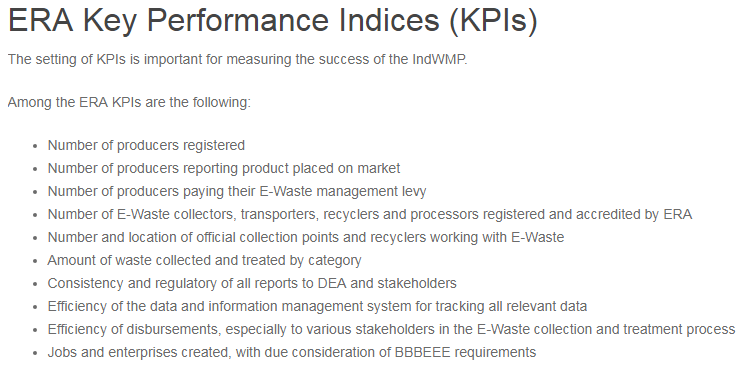 ERA Key Performance Indices (KPIs)
The setting of KPIs is important for measuring the success of the IndWMP.
Among the ERA KPIs are the following:
• Number of producers registered
• Number of producers reporting product placed on market
• Number of producers paying their E-Waste management levy
• Number of E-Waste collectors, transporters, recyclers and processors registered and accredited by ERA
• Number and location of official collection points and recyclers working with E-Waste
• Amount of waste collected and treated by category
• Consistency and regulatory of all reports to DEA and stakeholders
• Efficiency of the data and information management system for tracking all relevant data
• Efficiency of disbursements, especially to various stakeholders in the E-Waste collection and treatment process
• Jobs and enterprises created, with due consideration of BBBEEE requirements